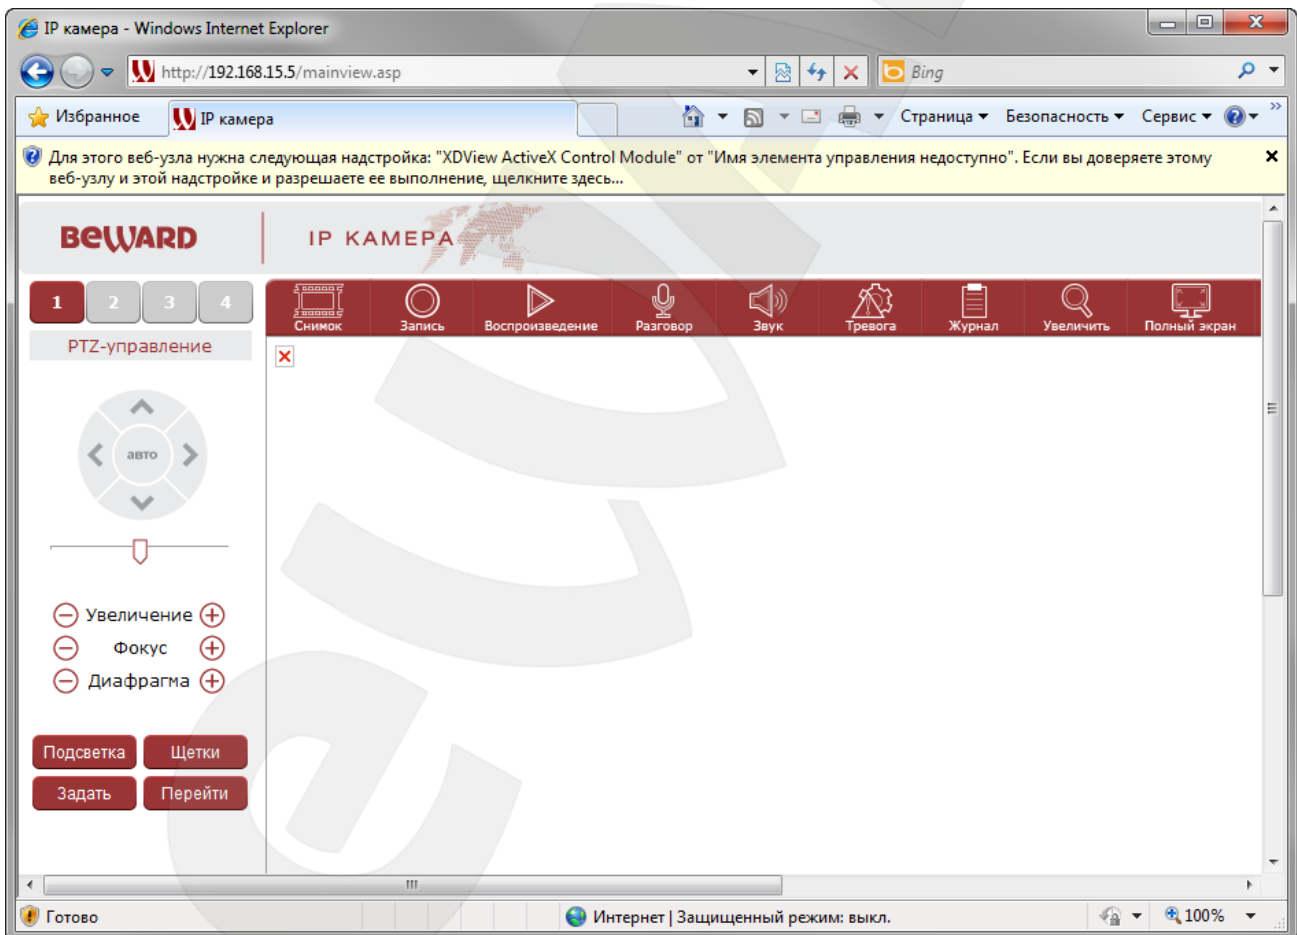 IP камера - Windows Internet Explorer
http://192.168.15.5/mainview.asp
Bing
Избранное
IP камера
Страница
Безопасность
Сервис
Для этого веб-узла нужна следующая надстройка: "XDView ActiveX Control Module" от "Имя элемента управления недоступно". Если вы доверяете этому
веб-узлу и этой надстройке и разрешаете ее выполнение, щелкните здесь...
BEWARD
IP КАМЕРА
1 2 3 4
Снимок Запись Воспроизведение Разговор Звук Тревога Журнал Увеличить Полный экран
PTZ-управление
авто
Увеличение
Фокус
Диафрагма
Подсветка Щетки
Задать Перейти
Готово
Интернет | Защищенный режим: выкл.
100%